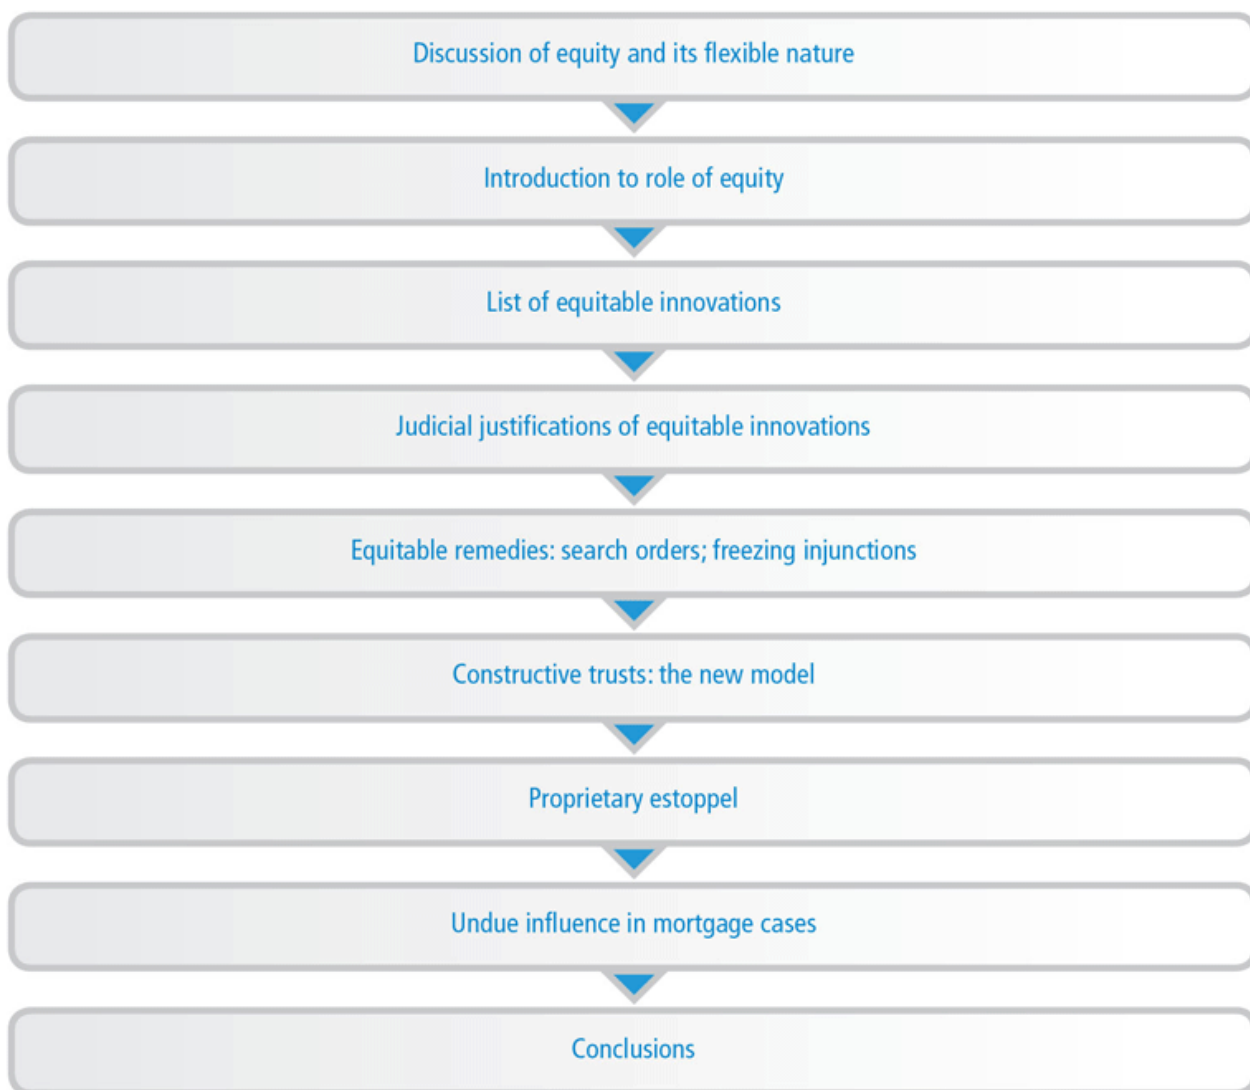 Discussion of equity and its flexible nature
Introduction to role of equity
List of equitable innovations
Judicial justifications of equitable innovations
Equitable remedies: search orders; freezing injunctions
Constructive trusts: the new model
Proprietary estoppel
Undue influence in mortgage cases
Conclusions